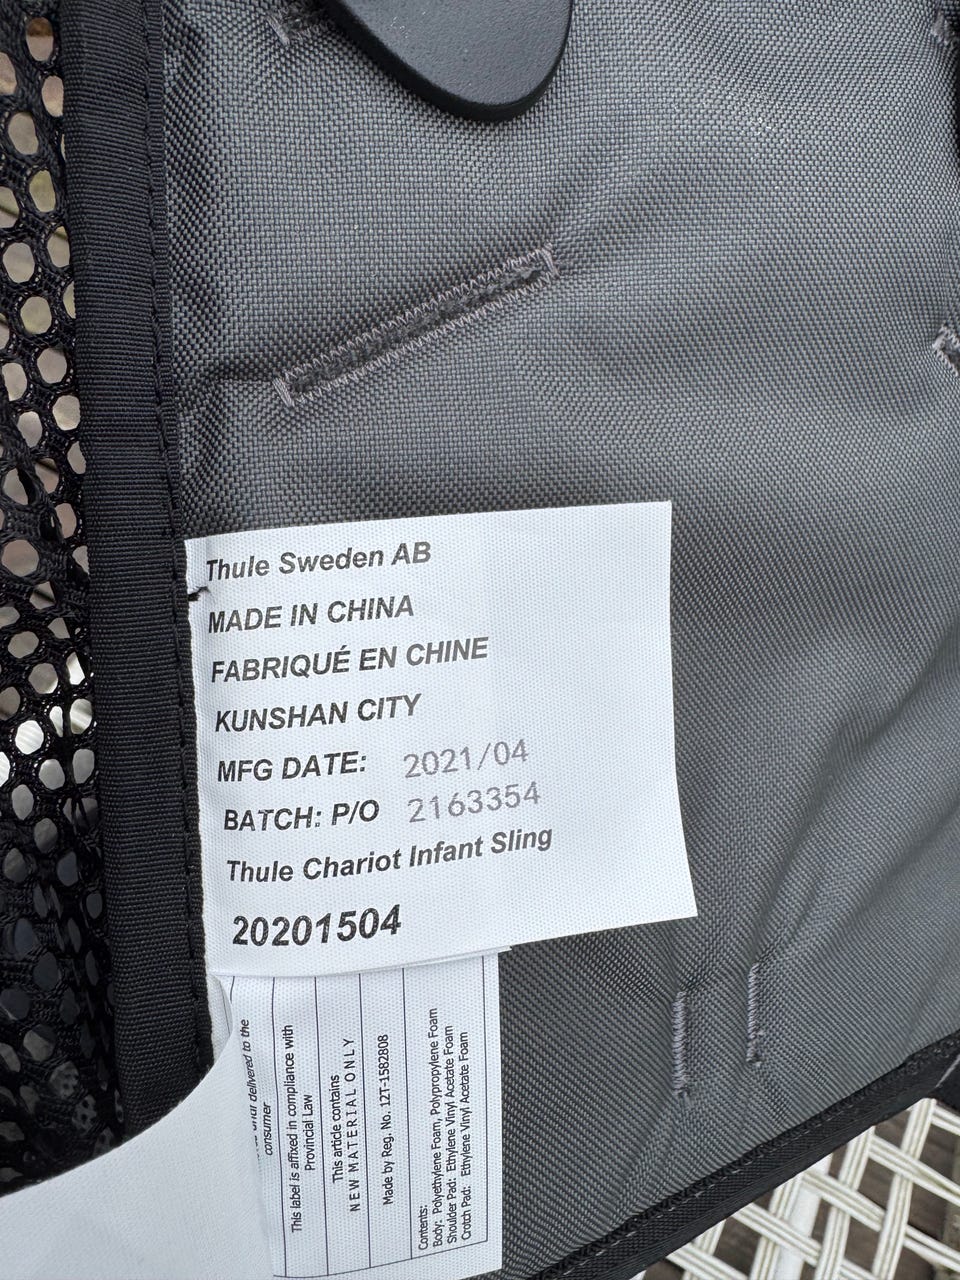 Thule Sweden AB
MADE IN CHINA
FABRIQUÉ EN CHINE
KUNSHAN CITY
MFG DATE: 2021/04
BATCH: P/O 2163354
Thule Chariot Infant Sling
20201504
delivered to the
consumer
This label is affixed in compliance with
Provincial Law
This article contains
NEW MATERIAL ONLY
Made by Reg. No. 12T-1582808
Contents:
Body: Polyethylene Foam, Polypropylene Foam
Shoulder Pad: Ethylene Vinyl Acetate Foam
Crotch Pad: Ethylene Vinyl Acetate Foam